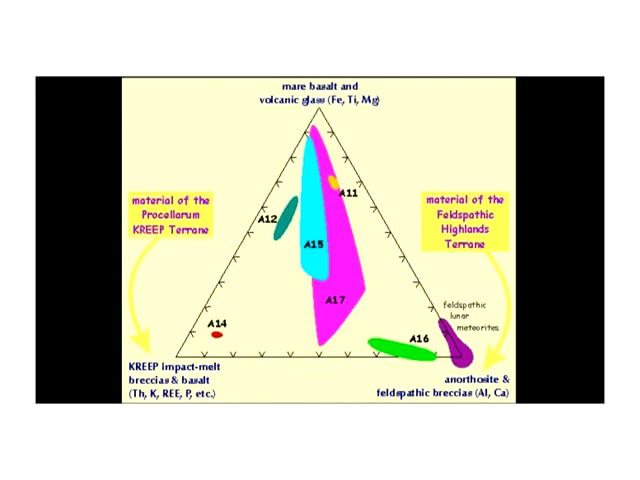 mare basalt and
volcanic glass (Fe, Ti, Mg)
material of the
Procellarum
KREEP Terrane
material of the
Feldspathic
Highlands
Terrane
A11
A12
A15
A17
feldspathic
lunar
meteorites
A14
A16
KREEP impact-melt
breccias & basalt
(Th, K, REE, P, etc.)
anorthosite &
feldspathic breccias (Al, Ca)